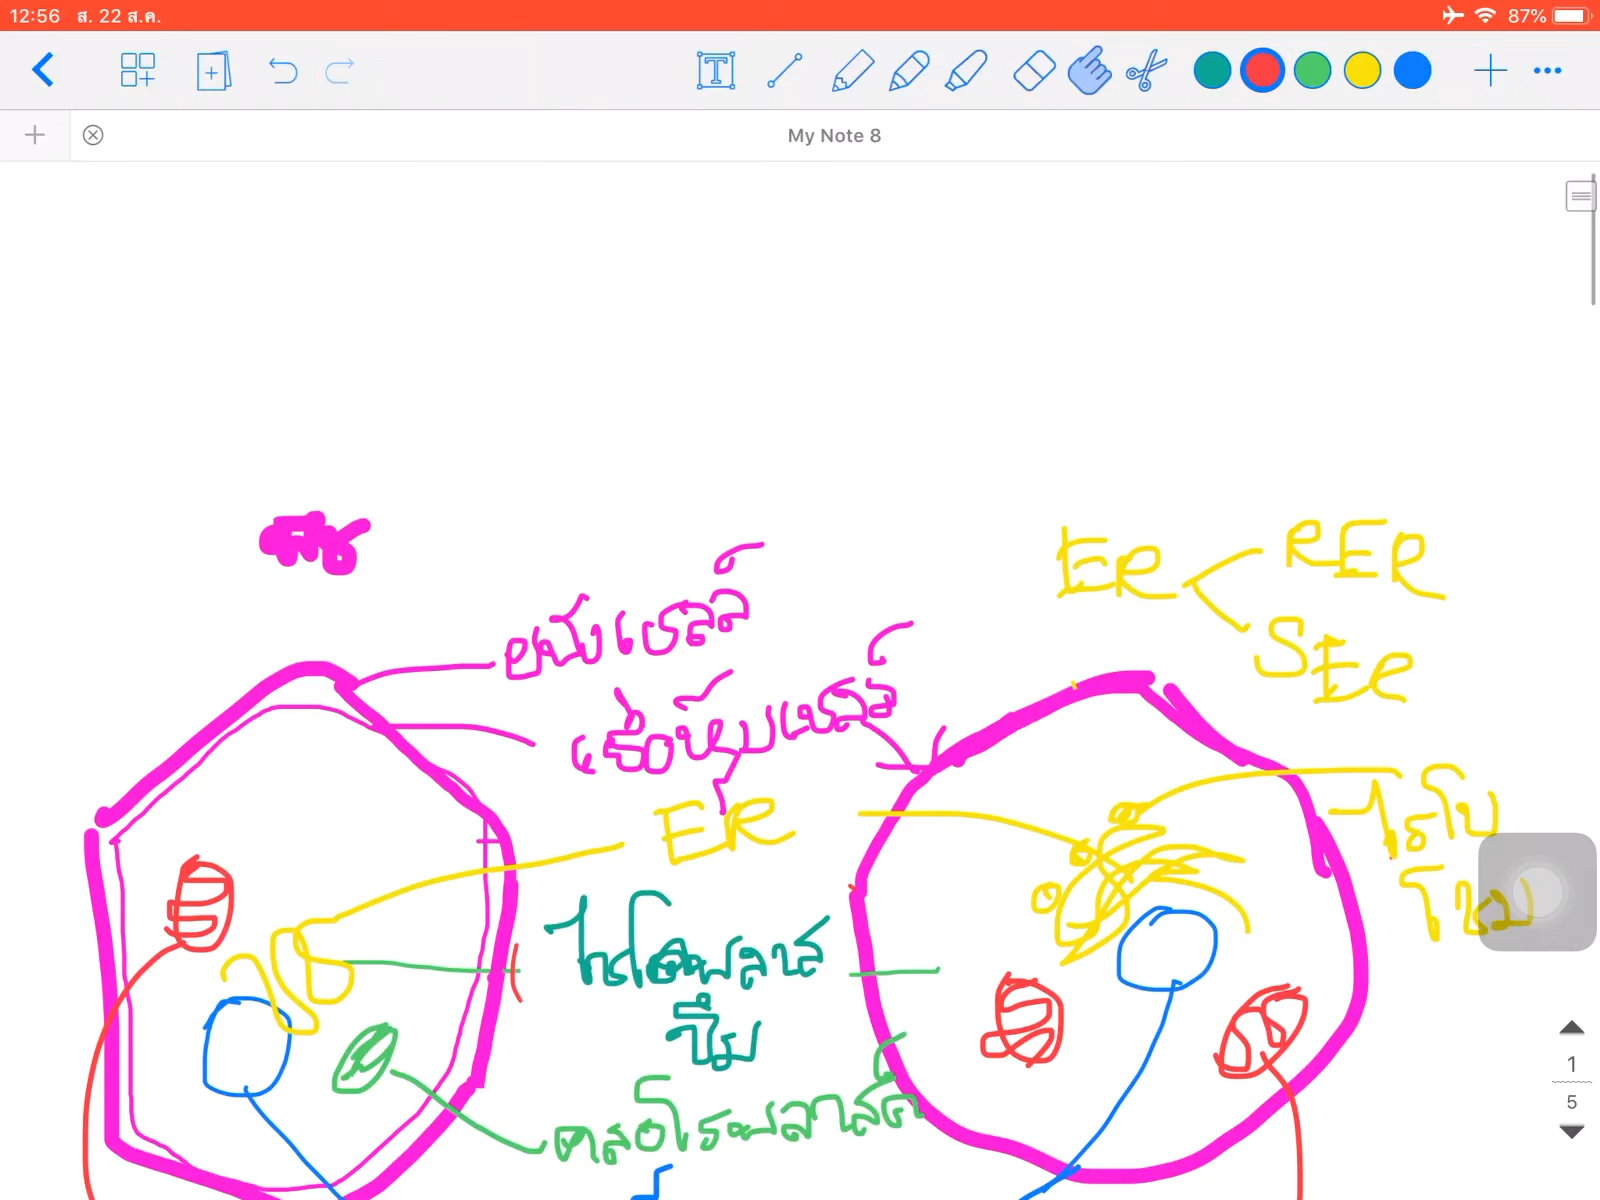 12:56 ส. 22 ส.ค.
87%
My Note 8
ผนังเซลล์
เยื่อหุ้มเซลล์
ER
RER
SER
ER
ไรโบ
โซม
ไซโตพลาส
ซึม
คลอโรพลาสต์
1
5